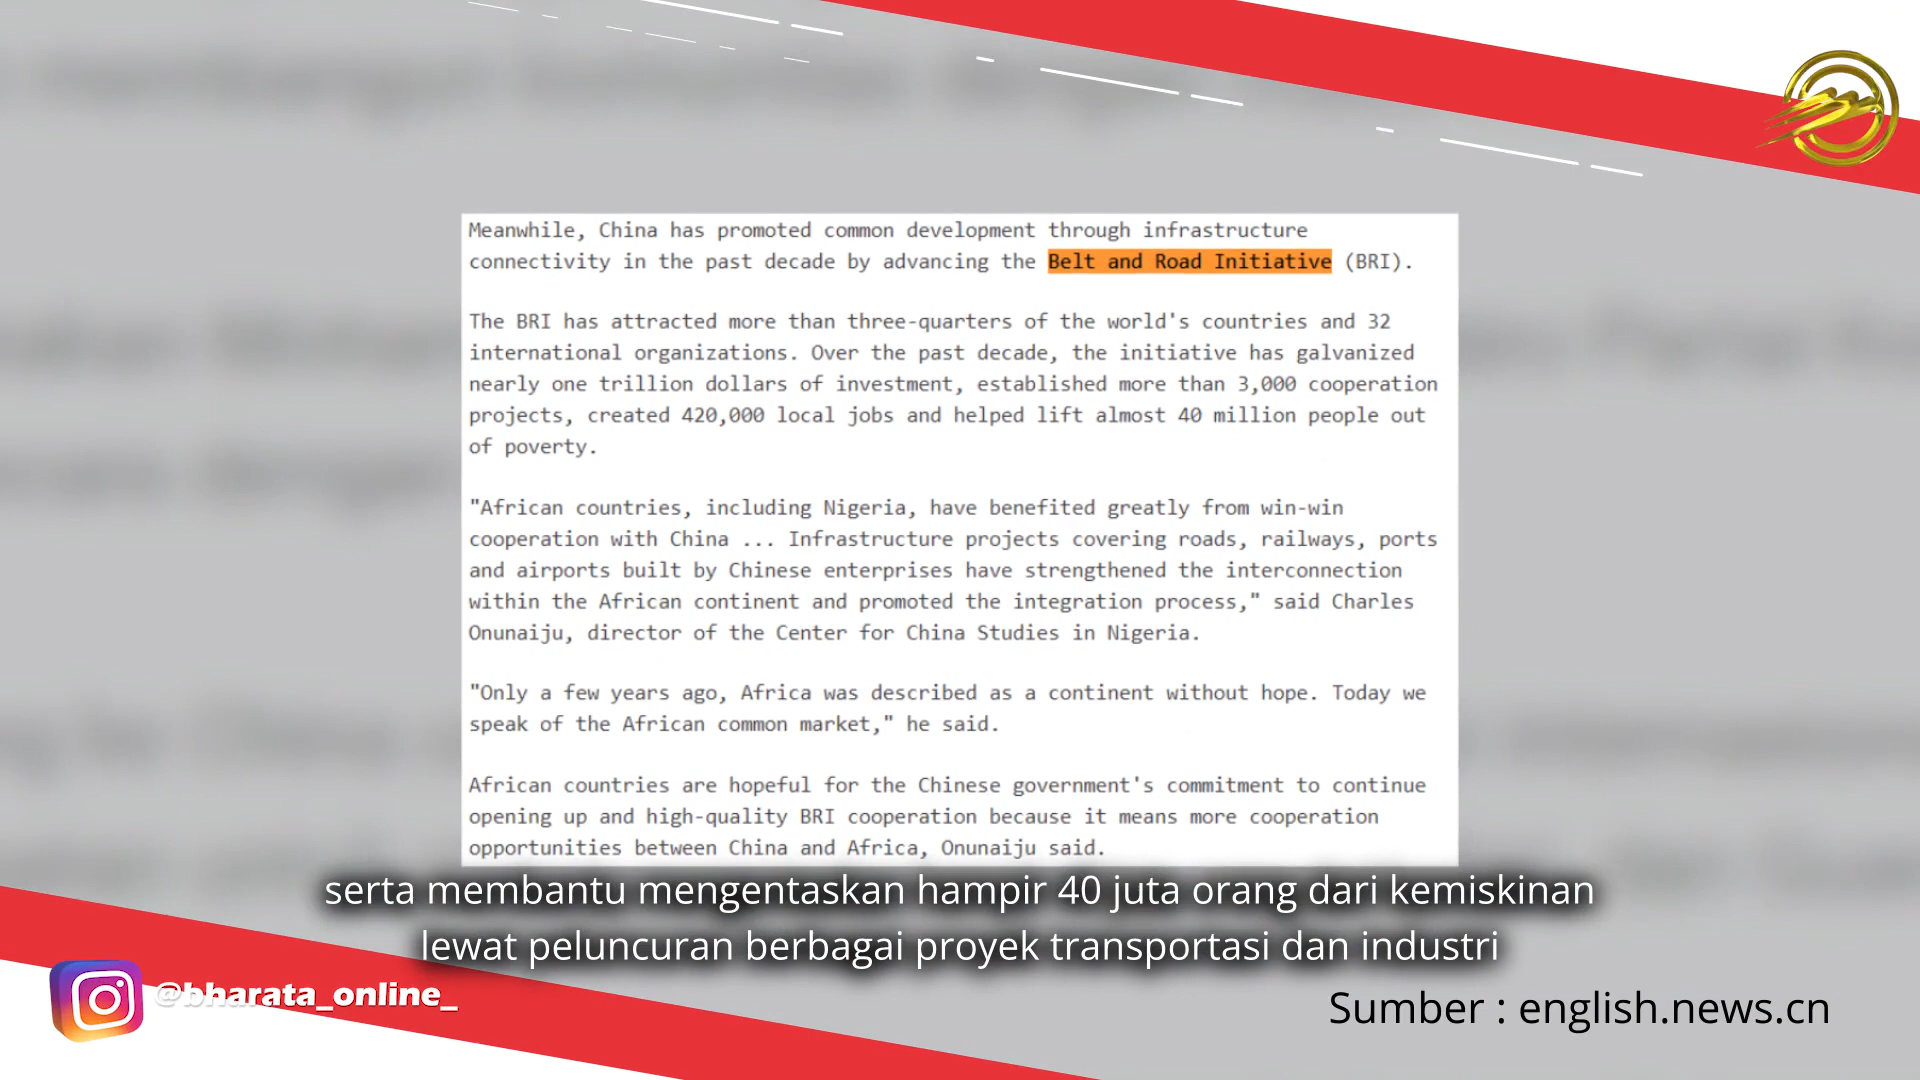 Meanwhile, China has promoted common development through infrastructure
connectivity in the past decade by advancing the Belt and Road Initiative (BRI).
The BRI has attracted more than three-quarters of the world's countries and 32
international organizations. Over the past decade, the initiative has galvanized
nearly one trillion dollars of investment, established more than 3,000 cooperation
projects, created 420,000 local jobs and helped lift almost 40 million people out
of poverty.
"African countries, including Nigeria, have benefited greatly from win-win
cooperation with China ... Infrastructure projects covering roads, railways, ports
and airports built by Chinese enterprises have strengthened the interconnection
within the African continent and promoted the integration process," said Charles
Onunaiju, director of the Center for China Studies in Nigeria.
"Only a few years ago, Africa was described as a continent without hope. Today we
speak of the African common market," he said.
African countries are hopeful for the Chinese government's commitment to continue
opening up and high-quality BRI cooperation because it means more cooperation
opportunities between China and Africa, Onunaiju said.
serta membantu mengentaskan hampir 40 juta orang dari kemiskinan
lewat peluncuran berbagai proyek transportasi dan industri
@bharata_online_
Sumber : english.news.cn